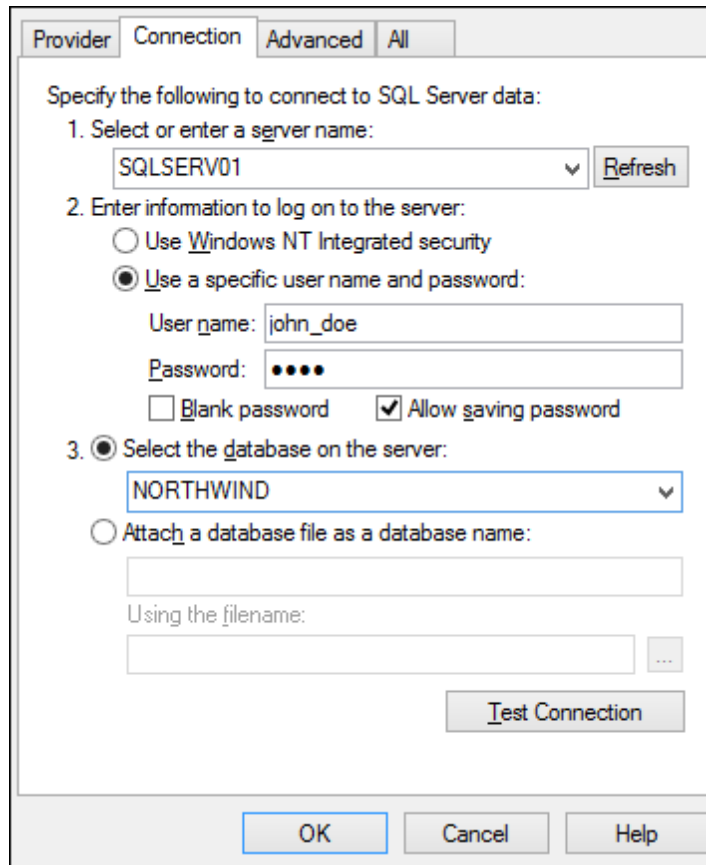 Provider Connection Advanced All
Specify the following to connect to SQL Server data:
1. Select or enter a server name:
SQLSERV01 Refresh
2. Enter information to log on to the server:
Use Windows NT Integrated security
Use a specific user name and password:
User name: john_doe
Password: ●●●●
Blank password Allow saving password
3. Select the database on the server:
NORTHWIND
Attach a database file as a database name:
Using the filename:
...
Test Connection
OK Cancel Help